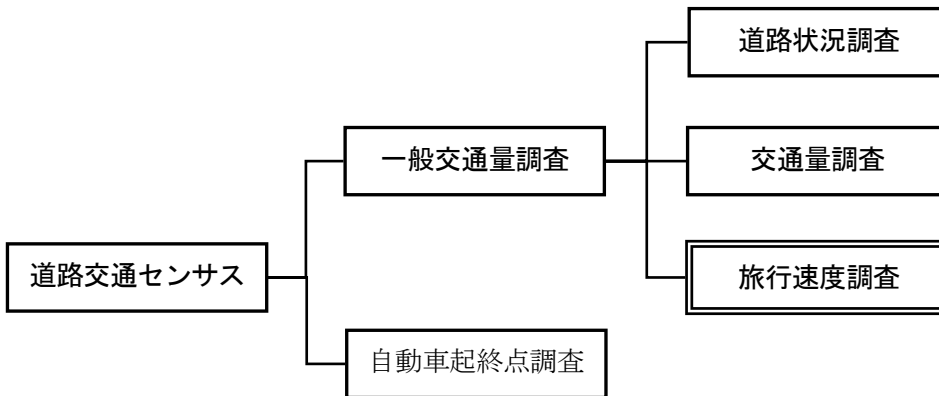 道路状況調査
一般交通量調査
交通量調査
道路交通センサス
旅行速度調査
自動車起終点調査